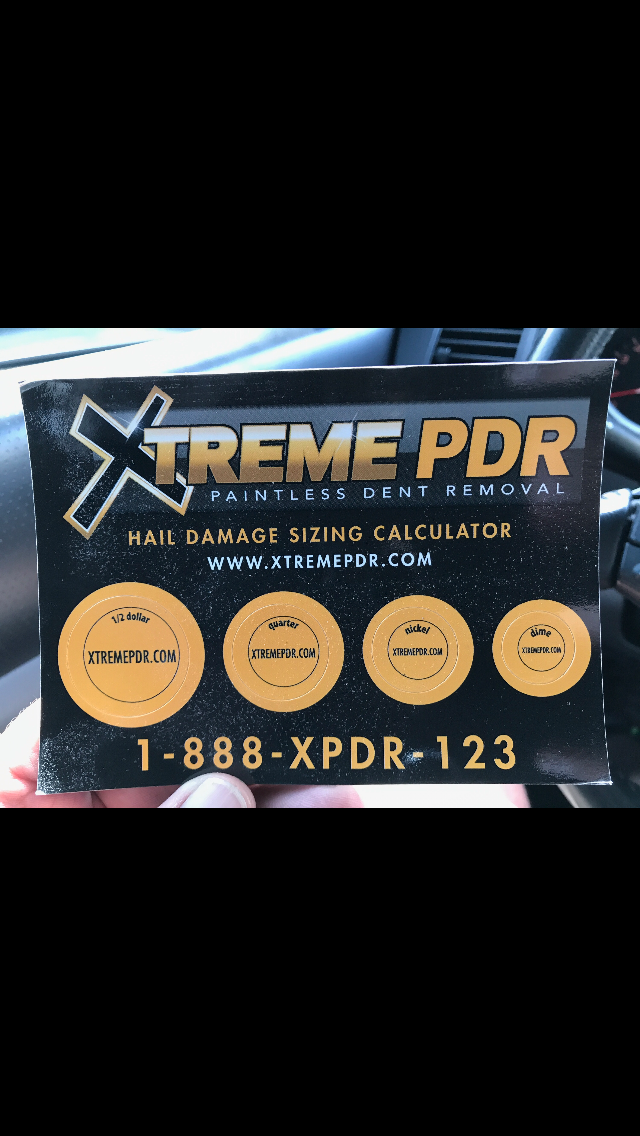 XTREME PDR
PAINTLESS DENT REMOVAL
HAIL DAMAGE SIZING CALCULATOR
WWW.XTREMEPDR.COM
1/2 dollar
XTREMEPDR.COM
quarter
XTREMEPDR.COM
nickel
XTREMEPDR.COM
dime
XTREMEPDR.COM
1-888-XPDR-123